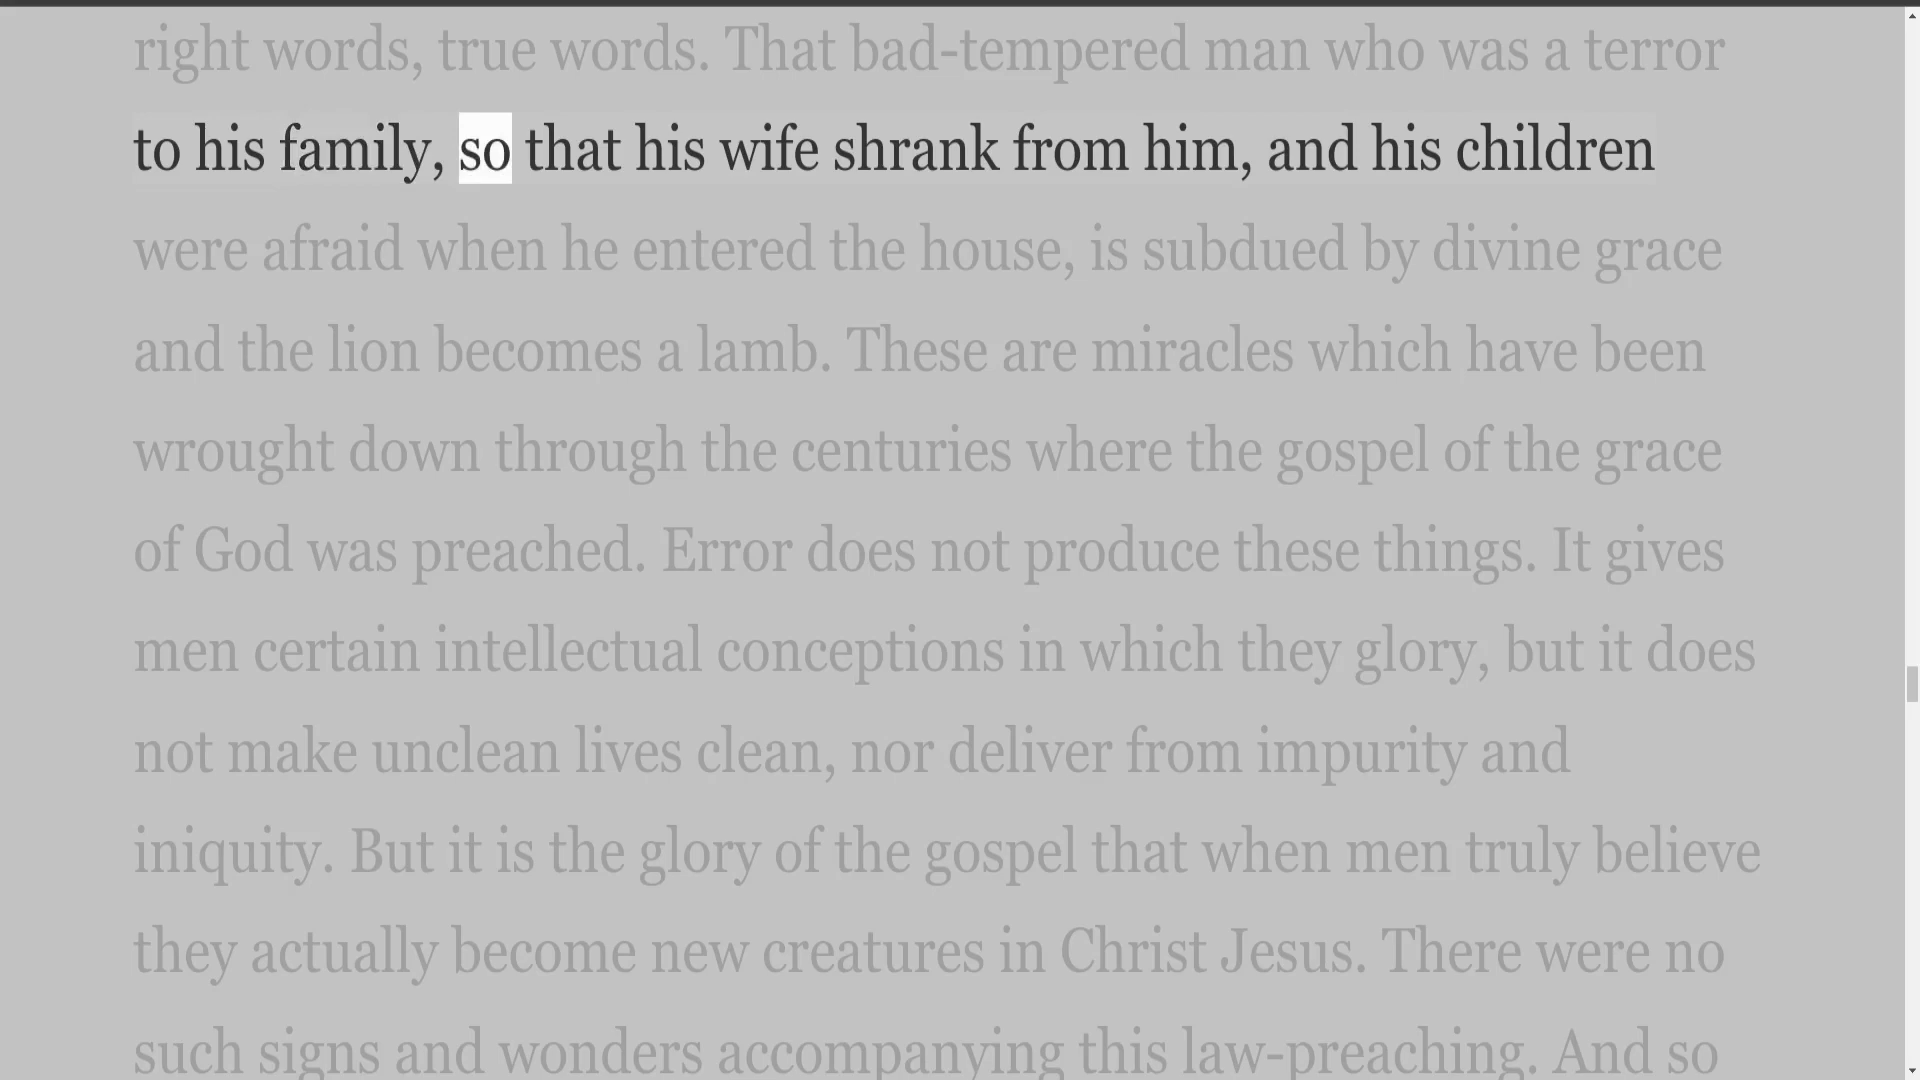 right words, true words. That bad-tempered man who was a terror
to his family, so that his wife shrank from him, and his children
were afraid when he entered the house, is subdued by divine grace
and the lion becomes a lamb. These are miracles which have been
wrought down through the centuries where the gospel of the grace
of God was preached. Error does not produce these things. It gives
men certain intellectual conceptions in which they glory, but it does
not make unclean lives clean, nor deliver from impurity and
iniquity. But it is the glory of the gospel that when men truly believe
they actually become new creatures in Christ Jesus. There were no
such signs and wonders accompanying this law-preaching. And so